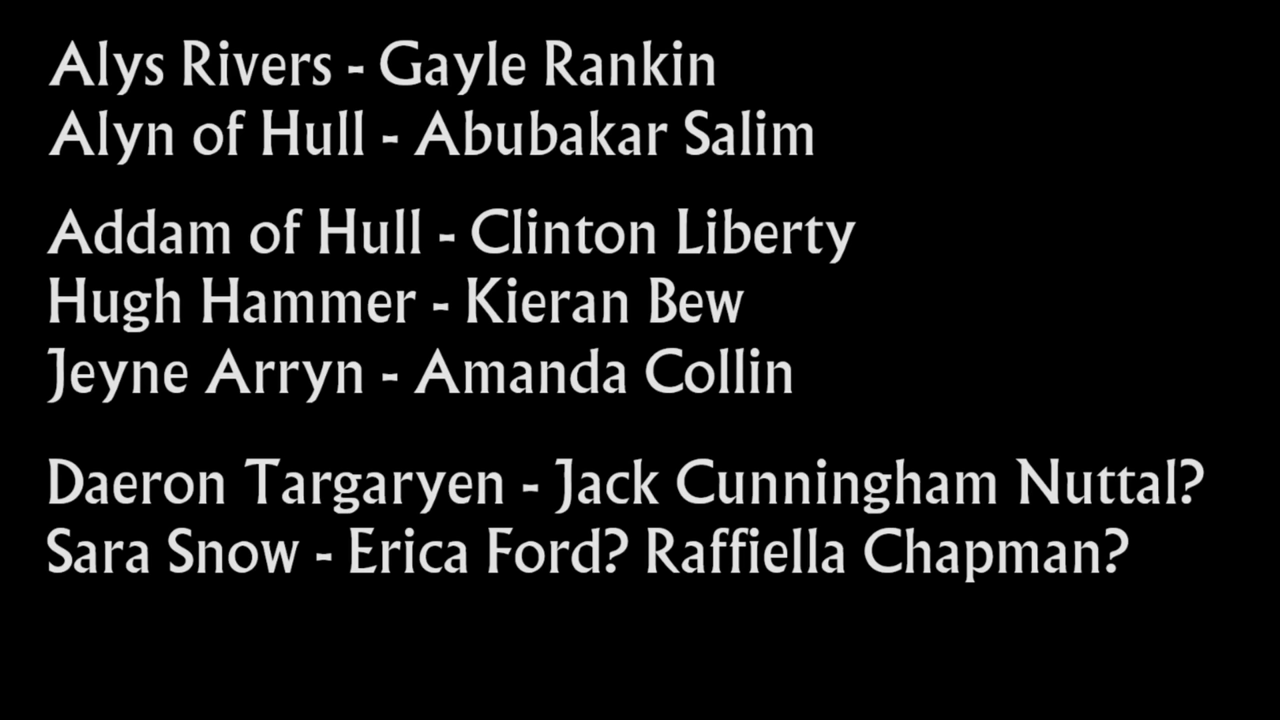 Alys Rivers - Gayle Rankin
Alyn of Hull - Abubakar Salim
Addam of Hull - Clinton Liberty
Hugh Hammer - Kieran Bew
Jeyne Arryn - Amanda Collin
Daeron Targaryen - Jack Cunningham Nuttal?
Sara Snow - Erica Ford? Raffiella Chapman?